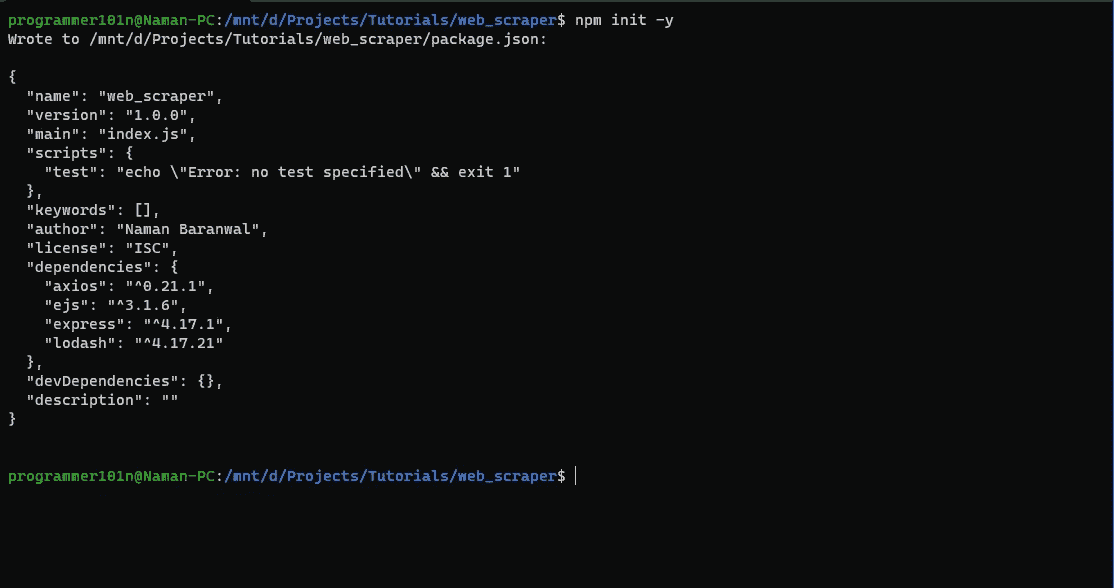 programmer101n@Naman-PC:/mnt/d/Projects/Tutorials/web_scraper$ npm init -y
Wrote to /mnt/d/Projects/Tutorials/web_scraper/package.json:
{
  "name": "web_scraper",
  "version": "1.0.0",
  "main": "index.js",
  "scripts": {
    "test": "echo \"Error: no test specified\" && exit 1"
  },
  "keywords": [],
  "author": "Naman Baranwal",
  "license": "ISC",
  "dependencies": {
    "axios": "^0.21.1",
    "ejs": "^3.1.6",
    "express": "^4.17.1",
    "lodash": "^4.17.21"
  },
  "devDependencies": {},
  "description": ""
}
programmer101n@Naman-PC:/mnt/d/Projects/Tutorials/web_scraper$